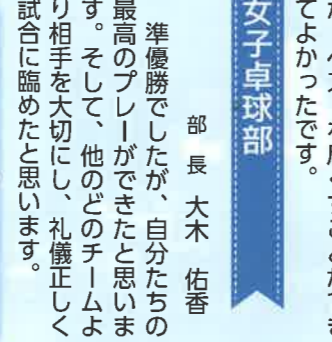 てよかったです。
女子卓球部
部長 大木 佑香
準優勝でしたが、自分たちの
最高のプレーができたと思いま
す。そして、他のどのチームよ
り相手を大切にし、礼儀正しく
試合に臨めたと思います。